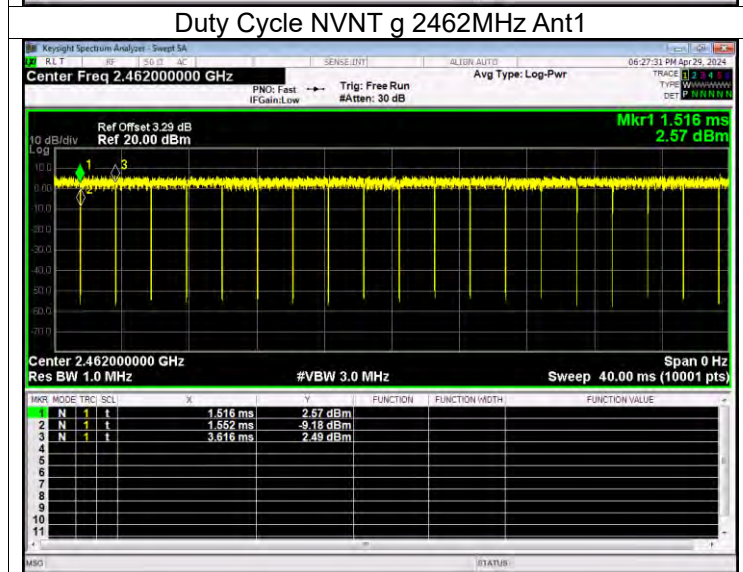 Duty Cycle NVNT g 2462MHz Ant1
Keysight Spectrum Analyzer - Swept SA
RLT RF 50 Ω AC SENSE:INT ALIGN AUTO 06:27:31 PM Apr 29, 2024
Center Freq 2.462000000 GHz Avg Type: Log-Pwr TRACE 1 2 3 4 5
PNO: Fast Trig: Free Run TYPE W
IFGain:Low #Atten: 30 dB DET P N N N N N
Mkr1 1.516 ms
Ref Offset 3.29 dB
10 dB/div Ref 20.00 dBm 2.57 dBm
Log
10.0
0.00
-10.0
-20.0
-30.0
-40.0
-50.0
-60.0
-70.0
1 3
2
Center 2.462000000 GHz Span 0 Hz
Res BW 1.0 MHz #VBW 3.0 MHz Sweep 40.00 ms (10001 pts)
MKR MODE TRC SCL X Y FUNCTION FUNCTION WIDTH FUNCTION VALUE
1 N 1 t 1.516 ms 2.57 dBm
2 N 1 t 1.552 ms -9.18 dBm
3 N 1 t 3.616 ms 2.49 dBm
4
5
6
7
8
9
10
11
MSG STATUS